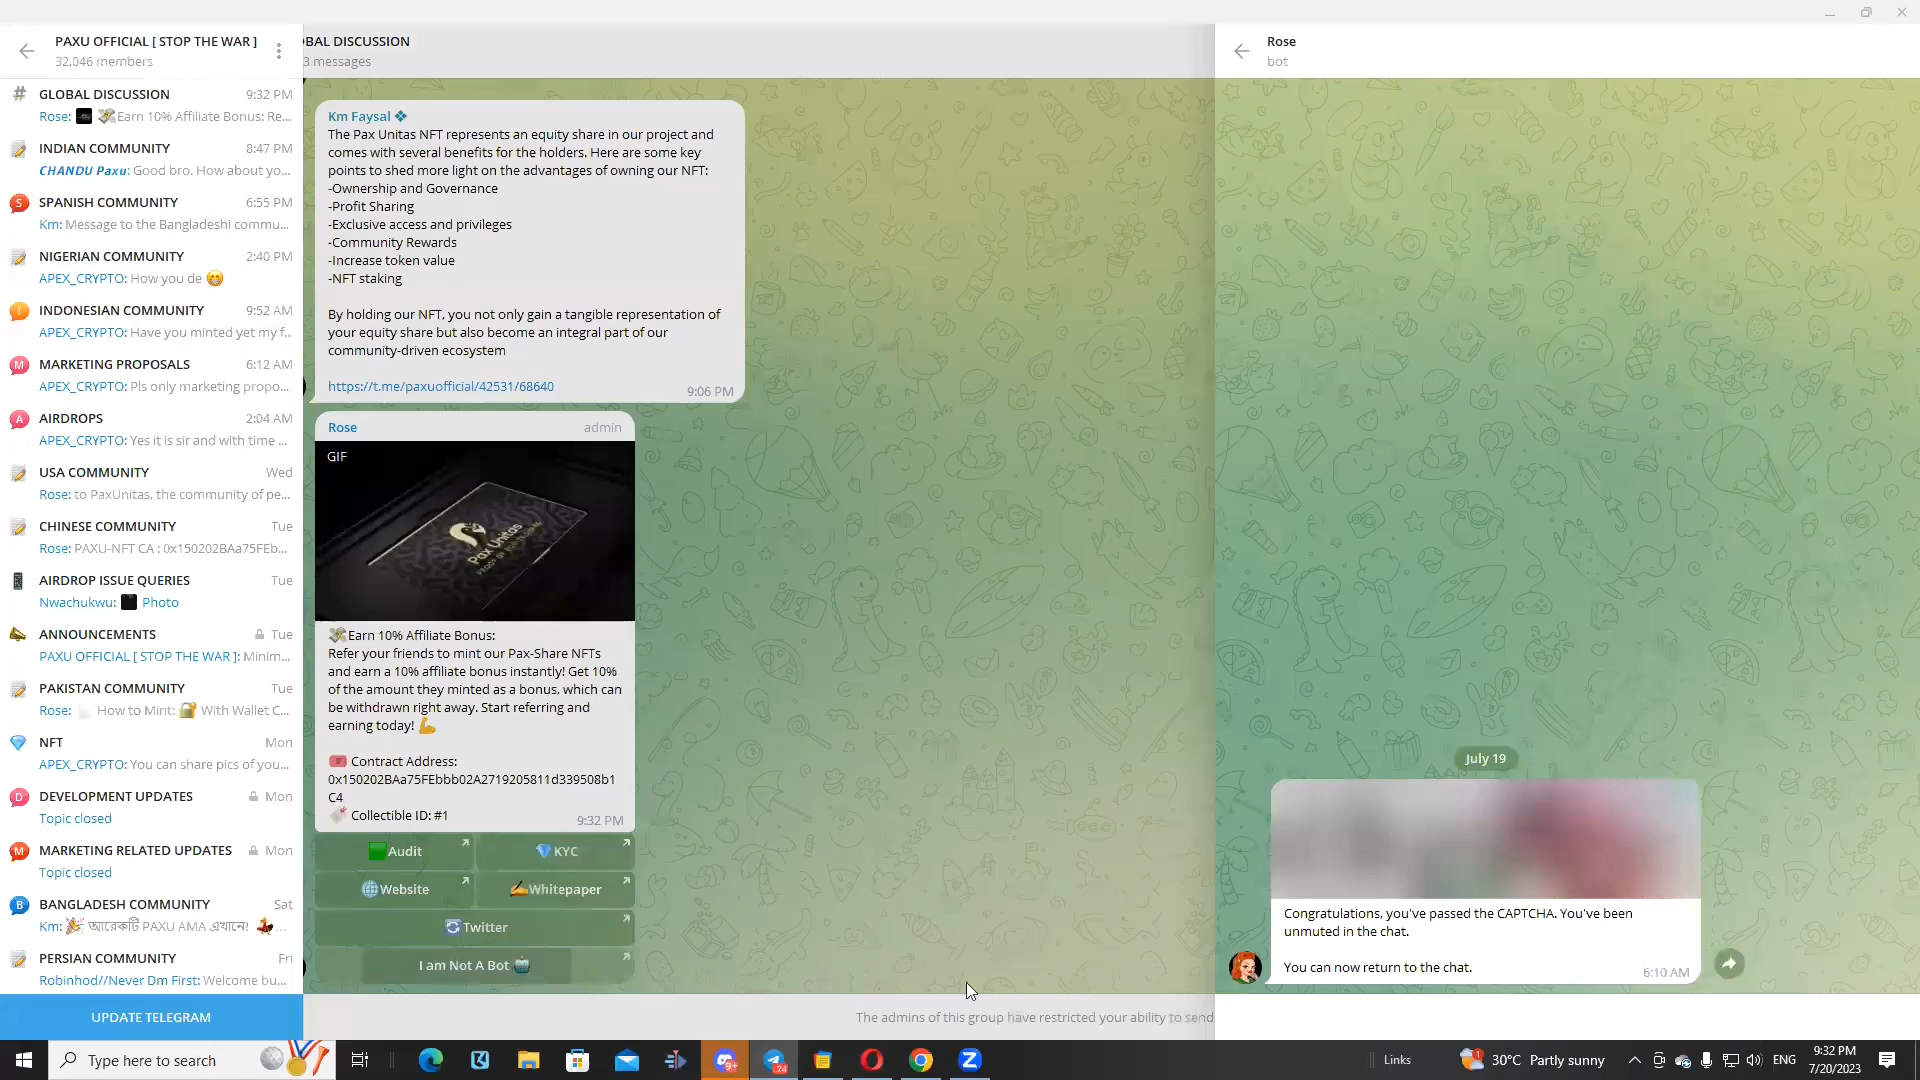 PAXU OFFICIAL [ STOP THE WAR ]
32,046 members
GLOBAL DISCUSSION 9:32 PM
Rose: 💸Earn 10% Affiliate Bonus: Re...
INDIAN COMMUNITY 8:47 PM
CHANDU Paxu: Good bro. How about yo...
SPANISH COMMUNITY 6:55 PM
Km: Message to the Bangladeshi commu...
NIGERIAN COMMUNITY 2:40 PM
APEX_CRYPTO: How you de 😁
INDONESIAN COMMUNITY 9:52 AM
APEX_CRYPTO: Have you minted yet my f...
MARKETING PROPOSALS 6:12 AM
APEX_CRYPTO: Pls only marketing propo...
AIRDROPS 2:04 AM
APEX_CRYPTO: Yes it is sir and with time ...
USA COMMUNITY Wed
Rose: to PaxUnitas, the community of pe...
CHINESE COMMUNITY Tue
Rose: PAXU-NFT CA : 0x150202BAa75FEb...
AIRDROP ISSUE QUERIES Tue
Nwachukwu: Photo
ANNOUNCEMENTS Tue
PAXU OFFICIAL [ STOP THE WAR ]: Minim...
PAKISTAN COMMUNITY Tue
Rose: How to Mint: 🔐 With Wallet C...
NFT Mon
APEX_CRYPTO: You can share pics of you...
DEVELOPMENT UPDATES Mon
Topic closed
MARKETING RELATED UPDATES Mon
Topic closed
BANGLADESH COMMUNITY Sat
Km: 🎉 আরেকটি PAXU AMA এখানে! 💃...
PERSIAN COMMUNITY Fri
Robinhod//Never Dm First: Welcome bu...
UPDATE TELEGRAM
BAL DISCUSSION
3 messages
Km Faysal ❖
The Pax Unitas NFT represents an equity share in our project and
comes with several benefits for the holders. Here are some key
points to shed more light on the advantages of owning our NFT:
-Ownership and Governance
-Profit Sharing
-Exclusive access and privileges
-Community Rewards
-Increase token value
-NFT staking
By holding our NFT, you not only gain a tangible representation of
your equity share but also become an integral part of our
community-driven ecosystem
https://t.me/paxuofficial/42531/68640 9:06 PM
Rose admin
GIF
Pax Unitas
💸Earn 10% Affiliate Bonus:
Refer your friends to mint our Pax-Share NFTs
and earn a 10% affiliate bonus instantly! Get 10%
of the amount they minted as a bonus, which can
be withdrawn right away. Start referring and
earning today! 💪
Contract Address:
0x150202BAa75FEbbb02A2719205811d339508b1
C4
Collectible ID: #1 9:32 PM
Audit
💎KYC
🌐Website
✍Whitepaper
Twitter
I am Not A Bot 🤖
The admins of this group have restricted your ability to send
Rose
bot
July 19
Congratulations, you've passed the CAPTCHA. You've been
unmuted in the chat.
You can now return to the chat. 6:10 AM
Type here to search
9+
Links
30°C Partly sunny
ENG
9:32 PM
7/20/2023